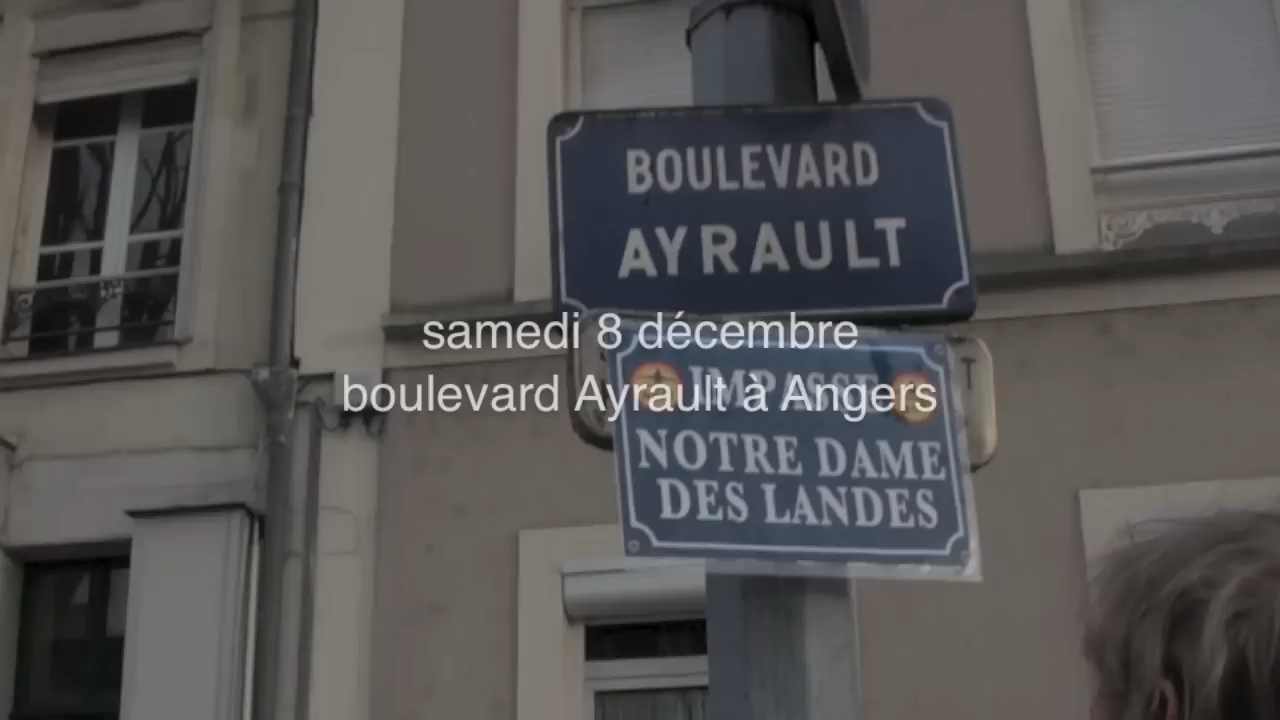 BOULEVARD
AYRAULT
samedi 8 décembre
boulevard Ayrault à Angers
IMPASSE
NOTRE DAME
DES LANDES